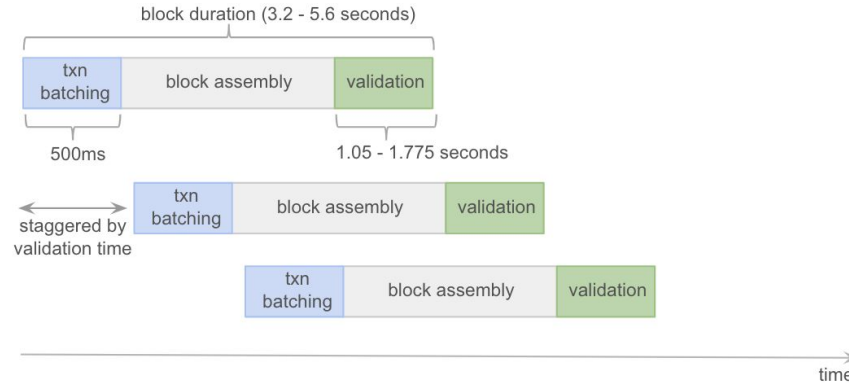 block duration (3.2 - 5.6 seconds)
txn
batching
block assembly
validation
500ms
1.05 - 1.775 seconds
staggered by
validation time
txn
batching
block assembly
validation
txn
batching
block assembly
validation
time